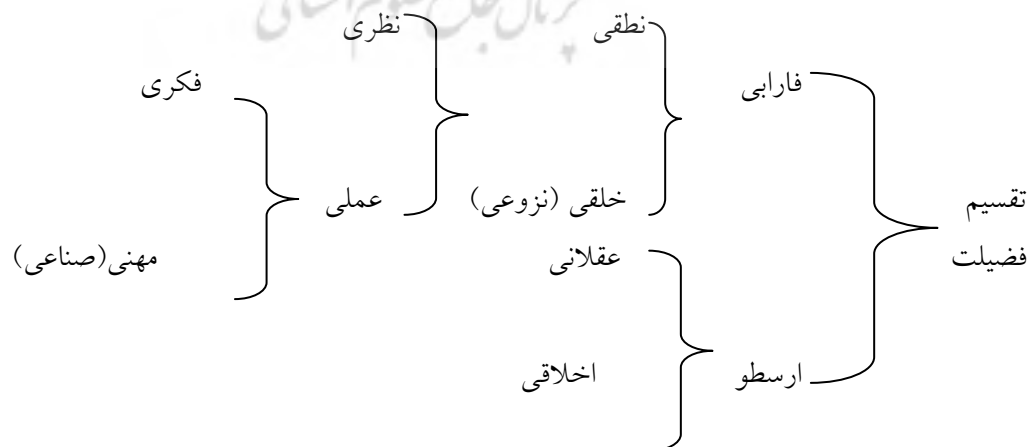 تقسیم
فضیلت
فارابی
نطقی
نظری
عملی
فکری
مهنی(صناعی)
خلقی (نزوعی)
ارسطو
عقلانی
اخلاقی